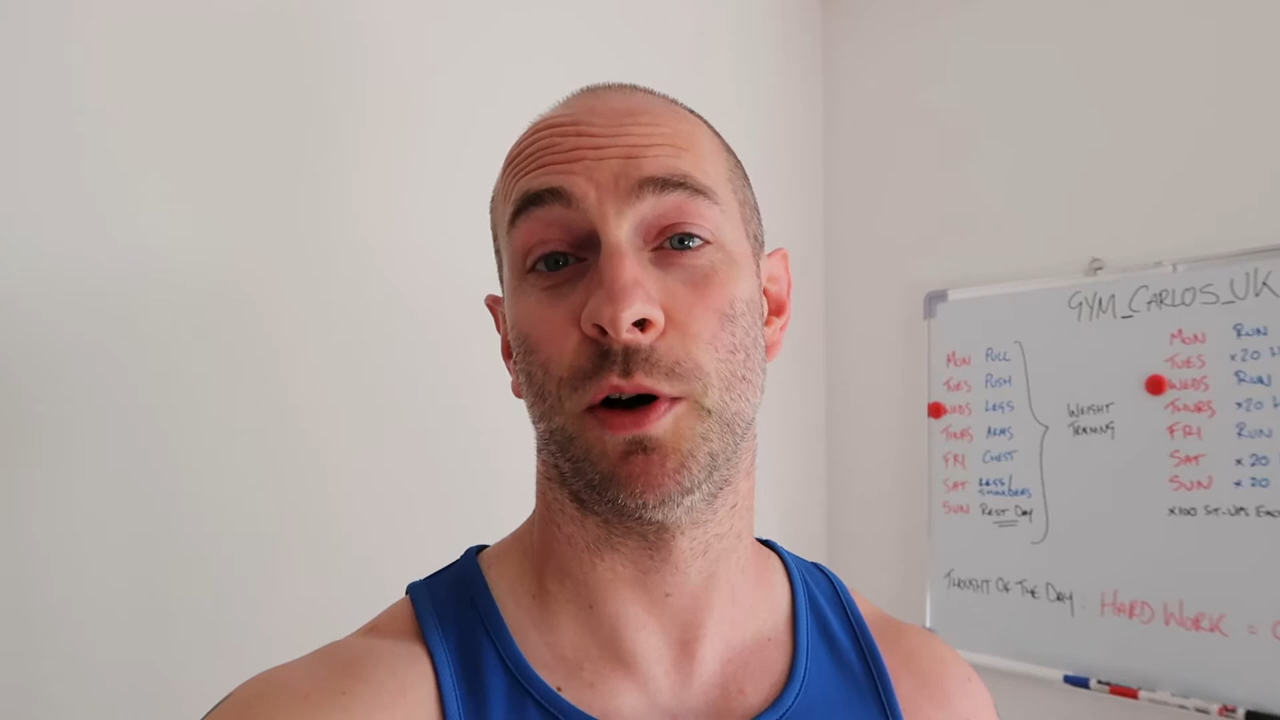 GYM_CARLOS_UK
MON PULL
TUES PUSH
WEDS LEGS
THURS ARMS
FRI CHEST
SAT LEGS/
SHOULDERS
SUN REST DAY
WEIGHT
TRAINING
MON RUN
TUES x20
WEDS RUN
THURS x20
FRI RUN
SAT x20
SUN x20
x100 SIT-UPS
THOUGHT OF THE DAY: HARD WORK =